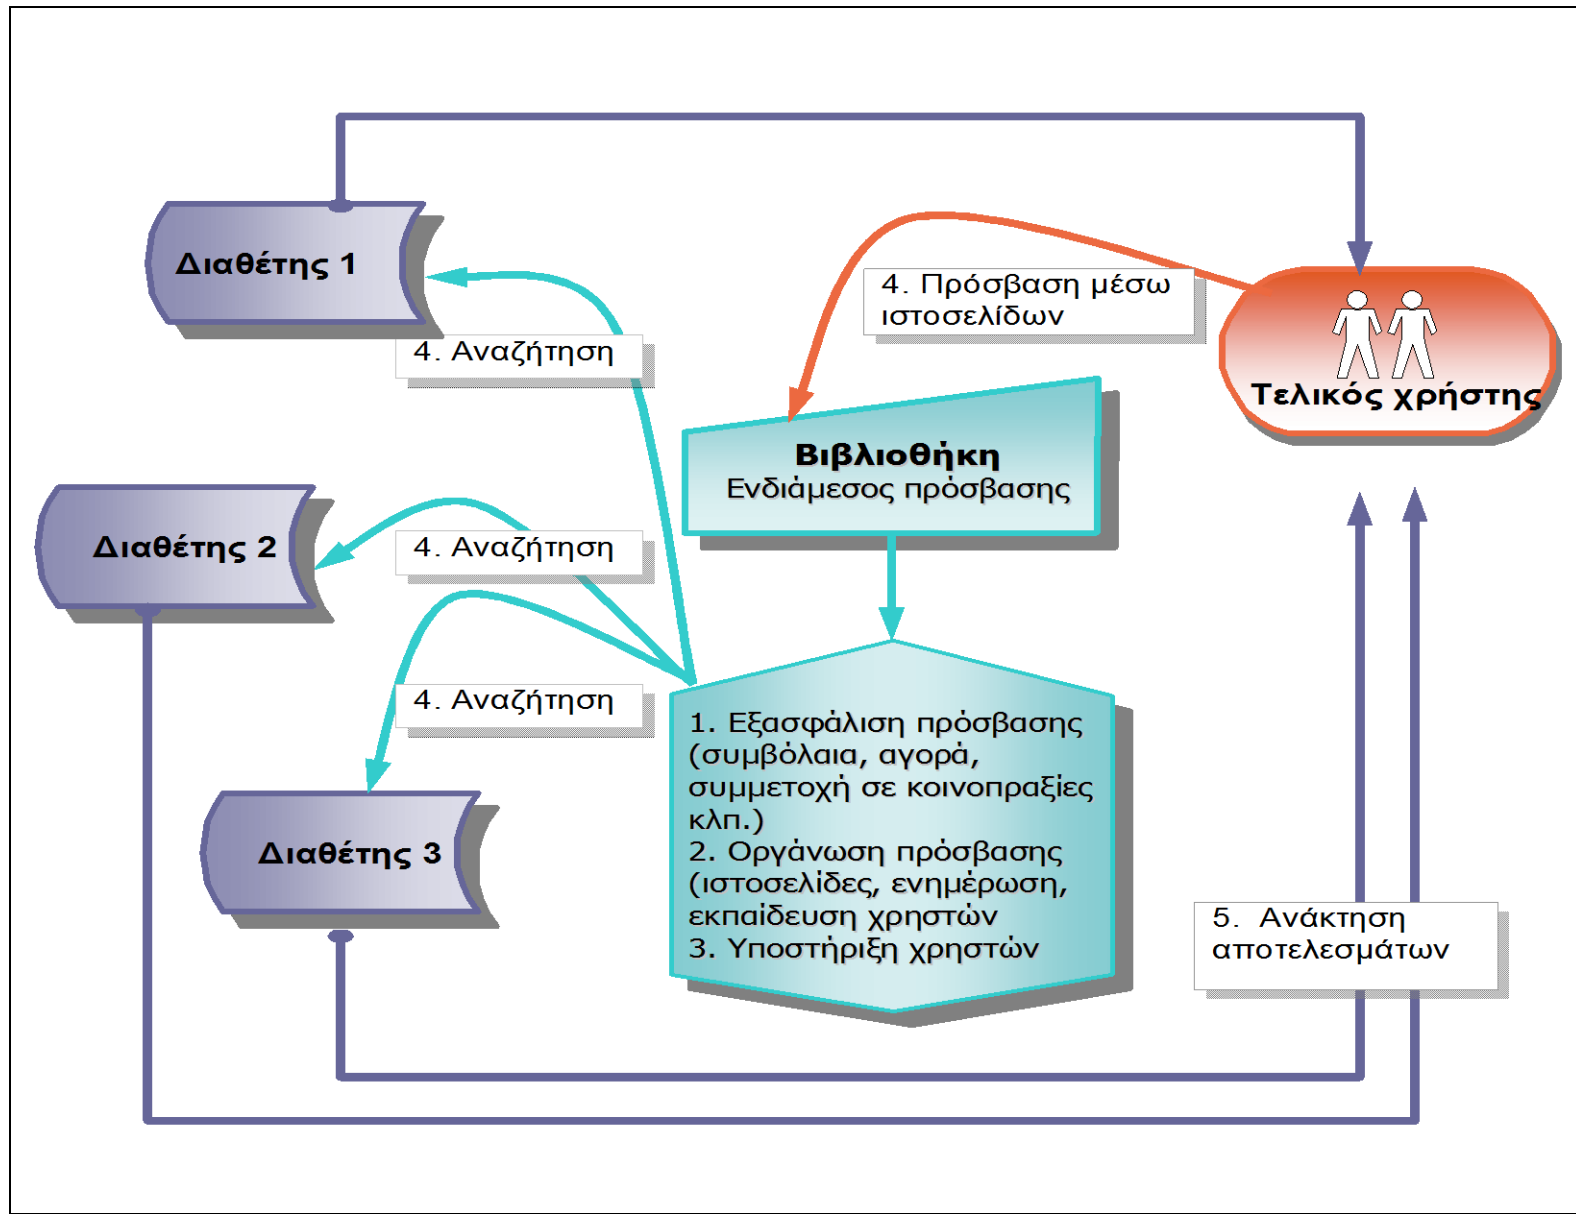 Διαθέτης 1
4. Πρόσβαση μέσω
ιστοσελίδων
4. Αναζήτηση
Τελικός χρήστης
Βιβλιοθήκη
Ενδιάμεσος πρόσβασης
Διαθέτης 2
4. Αναζήτηση
4. Αναζήτηση
1. Εξασφάλιση πρόσβασης
(συμβόλαια, αγορά,
συμμετοχή σε κοινοπραξίες
κλπ.)
2. Οργάνωση πρόσβασης
(ιστοσελίδες, ενημέρωση,
εκπαίδευση χρηστών
3. Υποστήριξη χρηστών
Διαθέτης 3
5. Ανάκτηση
αποτελεσμάτων